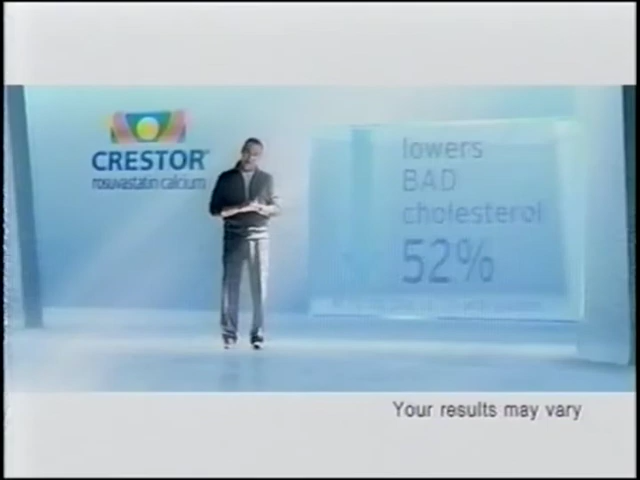 CRESTOR
rosuvastatin calcium
lowers
BAD
cholesterol
52%
Your results may vary